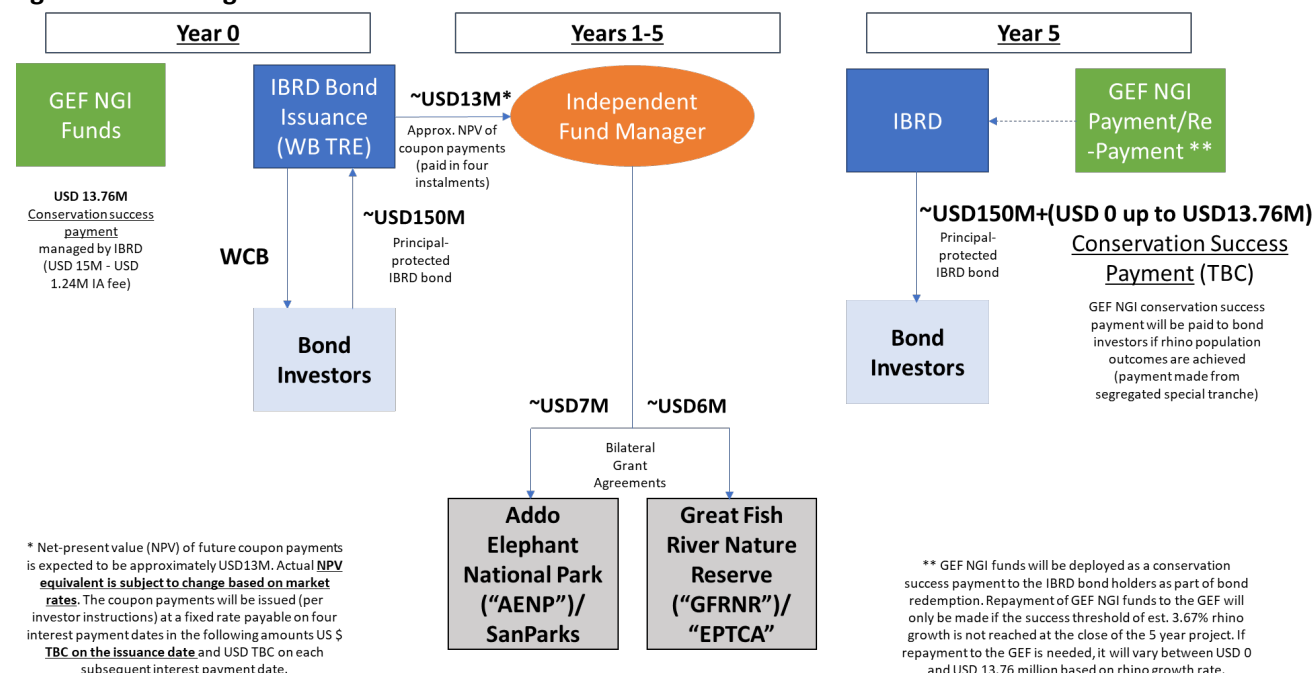 Year 0
Years 1-5
Year 5
GEF NGI
Funds
IBRD Bond
Issuance
(WB TRE)
~USD13M*
Approx. NPV of
coupon payments
(paid in four
instalments)
Independent
Fund Manager
IBRD
GEF NGI
Payment/Re
-Payment **
USD 13.76M
Conservation success
payment
managed by IBRD
(USD 15M - USD
1.24M IA fee)
WCB
~USD150M
Principal-
protected
IBRD bond
Bond
Investors
~USD150M+(USD 0 up to USD13.76M)
Principal-
protected
IBRD bond
Conservation Success
Payment (TBC)
GEF NGI conservation success
payment will be paid to bond
investors if rhino population
outcomes are achieved
(payment made from
segregated special tranche)
Bond
Investors
~USD7M
~USD6M
Bilateral
Grant
Agreements
Addo
Elephant
National Park
(“AENP”)/
SanParks
Great Fish
River Nature
Reserve
(“GFRNR”)/
“EPTCA”
* Net-present value (NPV) of future coupon payments
is expected to be approximately USD13M. Actual NPV
equivalent is subject to change based on market
rates. The coupon payments will be issued (per
investor instructions) at a fixed rate payable on four
interest payment dates in the following amounts US $
TBC on the issuance date and USD TBC on each
subsequent interest payment date.
** GEF NGI funds will be deployed as a conservation
success payment to the IBRD bond holders as part of bond
redemption. Repayment of GEF NGI funds to the GEF will
only be made if the success threshold of est. 3.67% rhino
growth is not reached at the close of the 5 year project. If
repayment to the GEF is needed, it will vary between USD 0
and USD 13.76 million based on rhino growth rate.